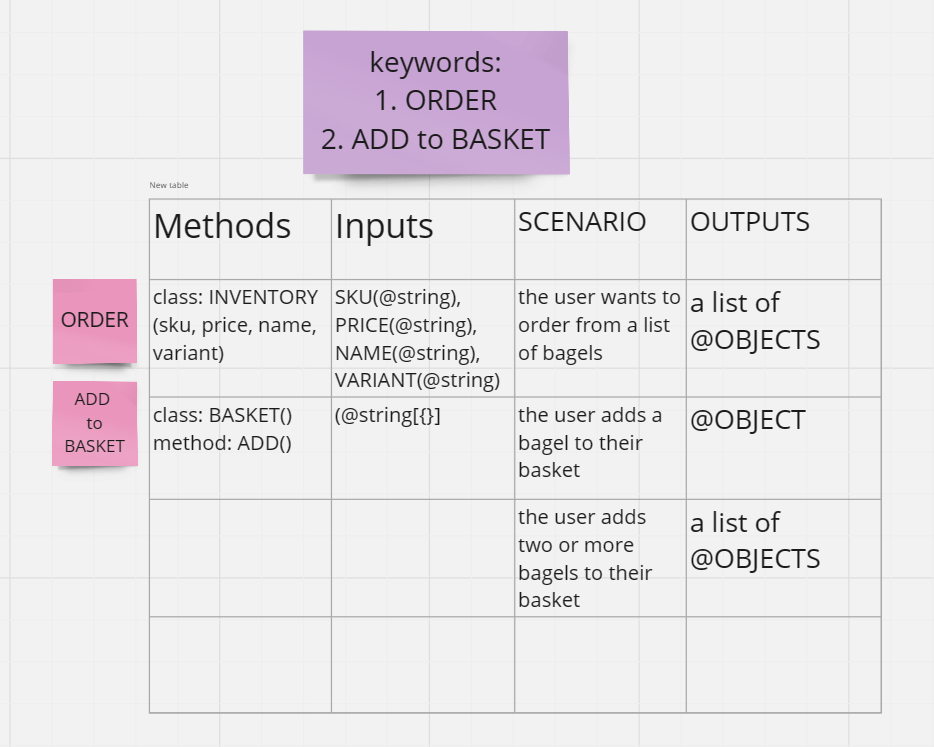 keywords:
1. ORDER
2. ADD to BASKET
New table
Methods
Inputs
SCENARIO
OUTPUTS
ORDER
class: INVENTORY
(sku, price, name,
variant)
SKU(@string),
PRICE(@string),
NAME(@string),
VARIANT(@string)
the user wants to
order from a list
of bagels
a list of
@OBJECTS
ADD
to
BASKET
class: BASKET()
method: ADD()
(@string[{}]
the user adds a
bagel to their
basket
@OBJECT
the user adds
two or more
bagels to their
basket
a list of
@OBJECTS